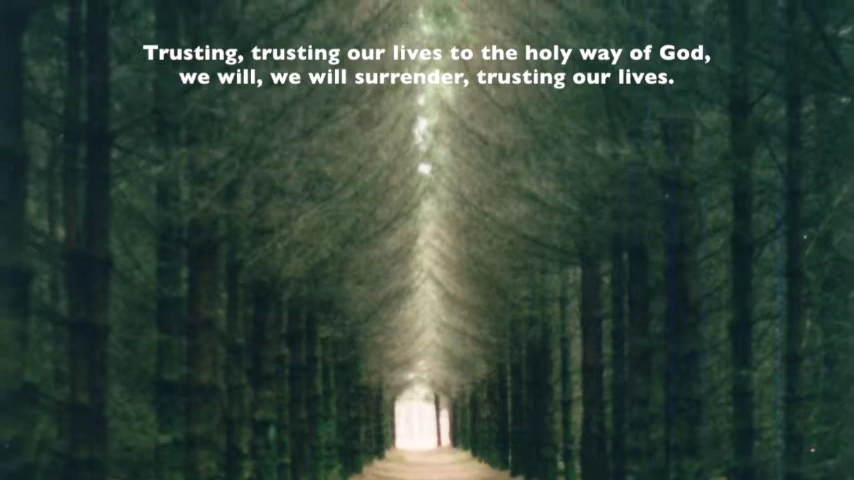 Trusting, trusting our lives to the holy way of God,
we will, we will surrender, trusting our lives.